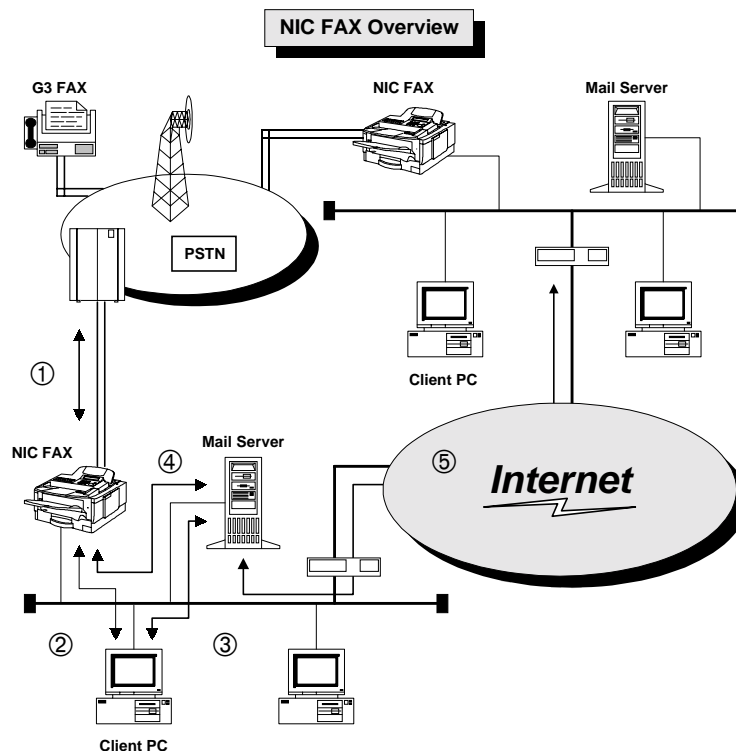 NIC FAX Overview
G3 FAX
NIC FAX
Mail Server
PSTN
Client PC
①
NIC FAX
Mail Server
④
⑤
Internet
②
③
Client PC